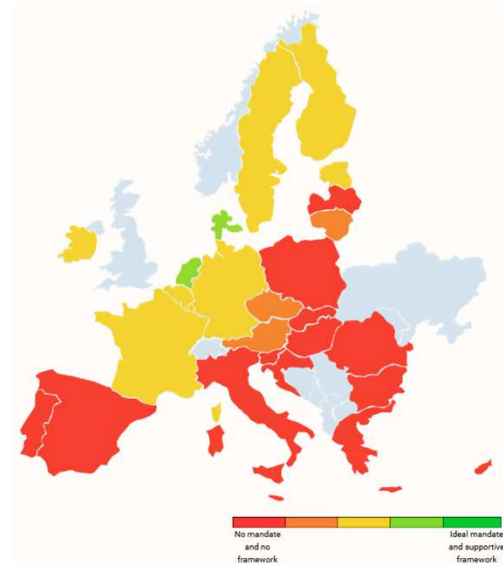 No mandate
and no
framework
Ideal mandate
and supportive
framework